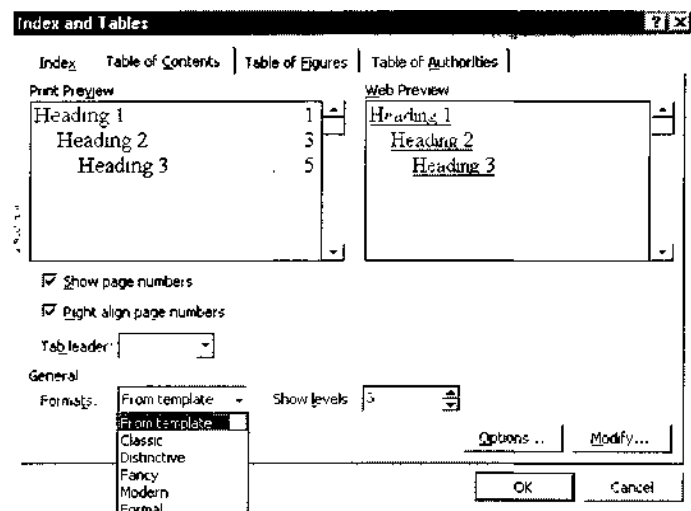 Index and Tables
Index Table of Contents Table of Figures Table of Authorities
Print Preview Web Preview
Heading 1 1 Heading 1
Heading 2 3 Heading 2
Heading 3 5 Heading 3
Show page numbers
Right align page numbers
Tab leader:
General
Formats: From template Show levels
From template
Classic
Distinctive Options .. Modify...
Fancy
Modern OK Cancel
Formal